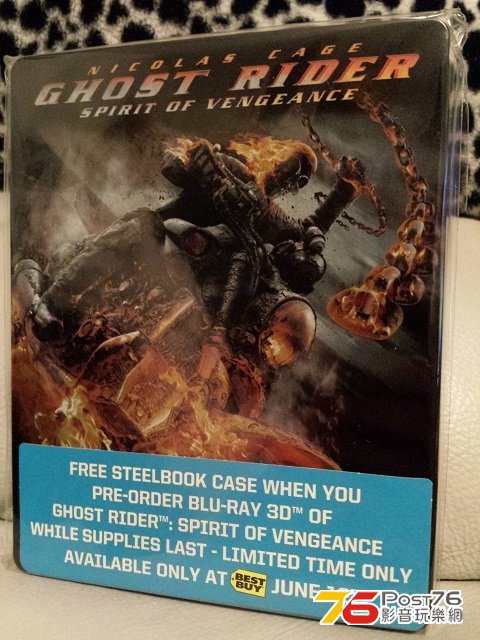 NICOLAS CAGE
GHOST RIDER
SPIRIT OF VENGEANCE
FREE STEELBOOK CASE WHEN YOU
PRE-ORDER BLU-RAY 3D™ OF
GHOST RIDER™: SPIRIT OF VENGEANCE
WHILE SUPPLIES LAST - LIMITED TIME ONLY
AVAILABLE ONLY AT BEST BUY JUNE
76 POST76
影音玩樂網